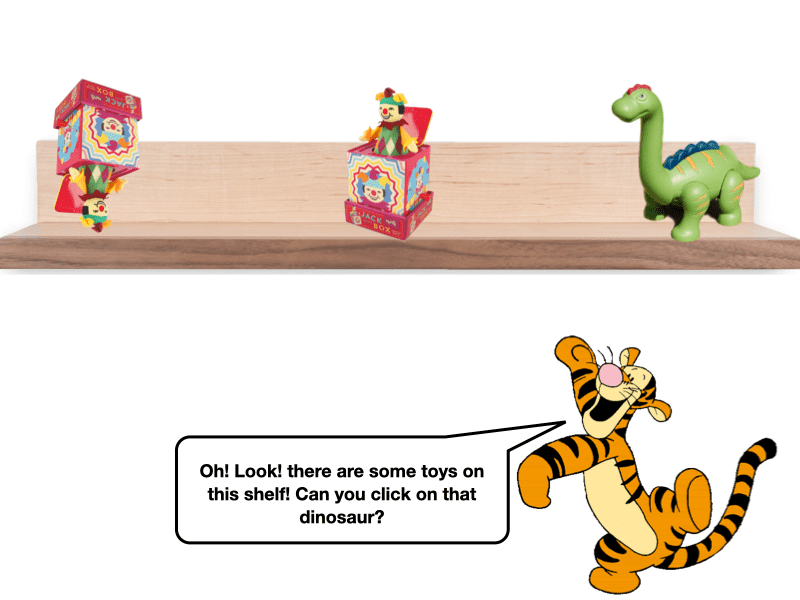 BOX
JACK
JACK
BOX
Oh! Look! there are some toys on
this shelf! Can you click on that
dinosaur?